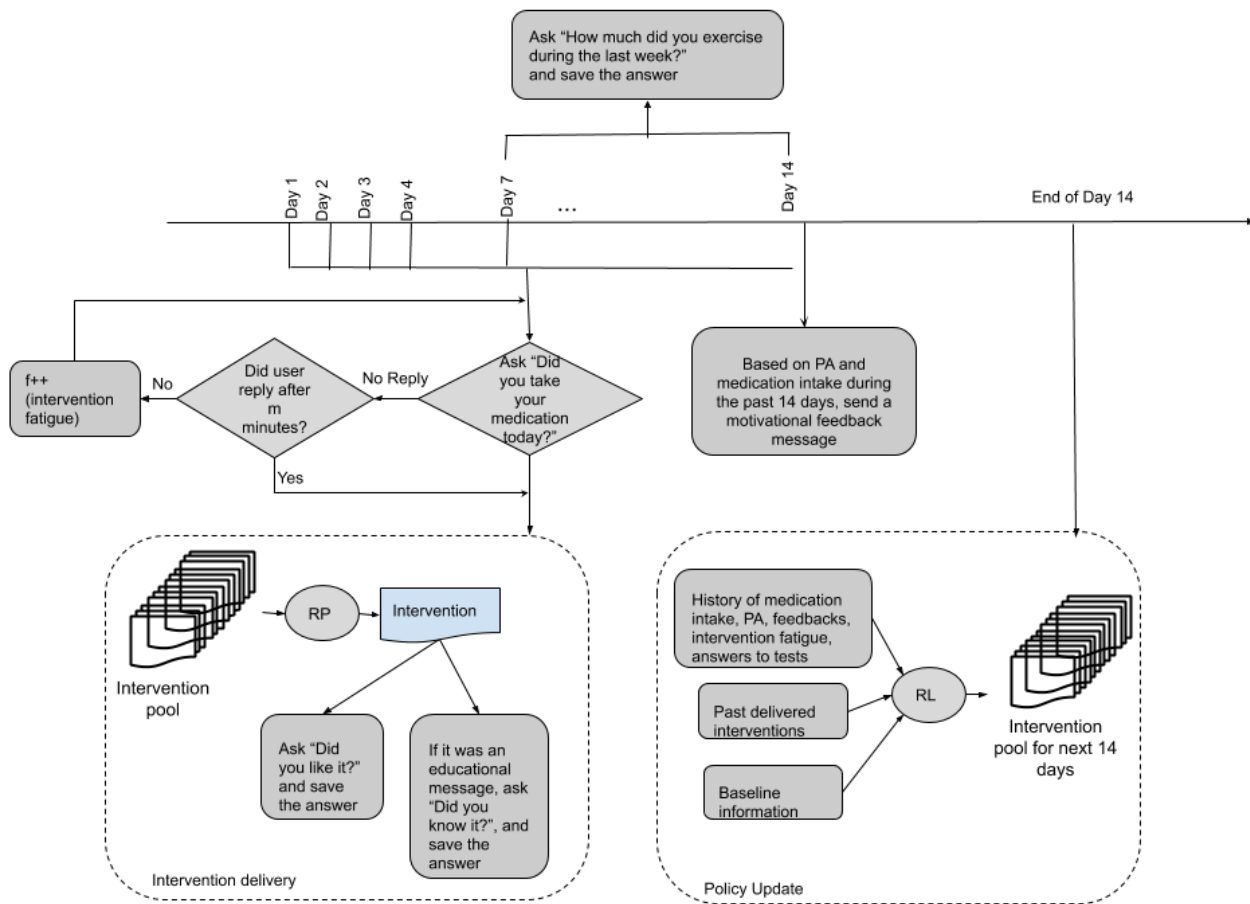 Ask “How much did you exercise
during the last week?”
and save the answer
Day 1
Day 2
Day 3
Day 4
Day 7
...
Day 14
End of Day 14
f++
(intervention
fatigue)
No
Did user
reply after
m
minutes?
No Reply
Ask “Did
you take
your
medication
today?”
Yes
Based on PA and
medication intake during
the past 14 days, send a
motivational feedback
message
Intervention
pool
RP
Intervention
Ask “Did
you like it?”
and save
the answer
If it was an
educational
message, ask
“Did you
know it?”, and
save the
answer
Intervention delivery
History of medication
intake, PA, feedbacks,
intervention fatigue,
answers to tests
Past delivered
interventions
Baseline
information
RL
Intervention
pool for next 14
days
Policy Update